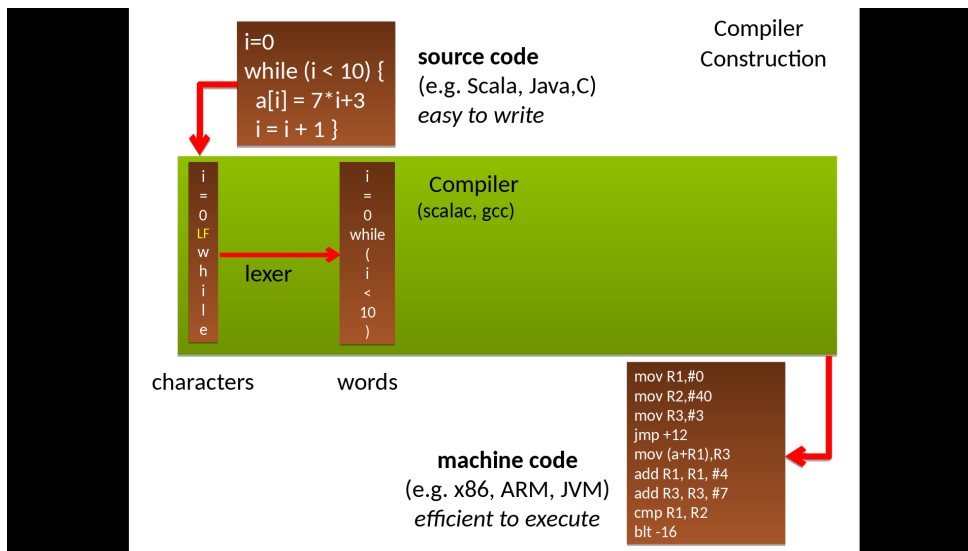 i=0
while (i < 10) {
a[i] = 7*i+3
i = i + 1 }
source code
(e.g. Scala, Java,C)
easy to write
Compiler
Construction
i
=
0
LF
w
h
i
l
e
lexer
i
=
0
while
(
i
<
10
)
Compiler
(scalac, gcc)
characters
words
machine code
(e.g. x86, ARM, JVM)
efficient to execute
mov R1,#0
mov R2,#40
mov R3,#3
jmp +12
mov (a+R1),R3
add R1, R1, #4
add R3, R3, #7
cmp R1, R2
blt -16